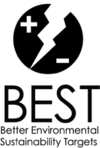 BEST
Better Environmental
Sustainability Targets